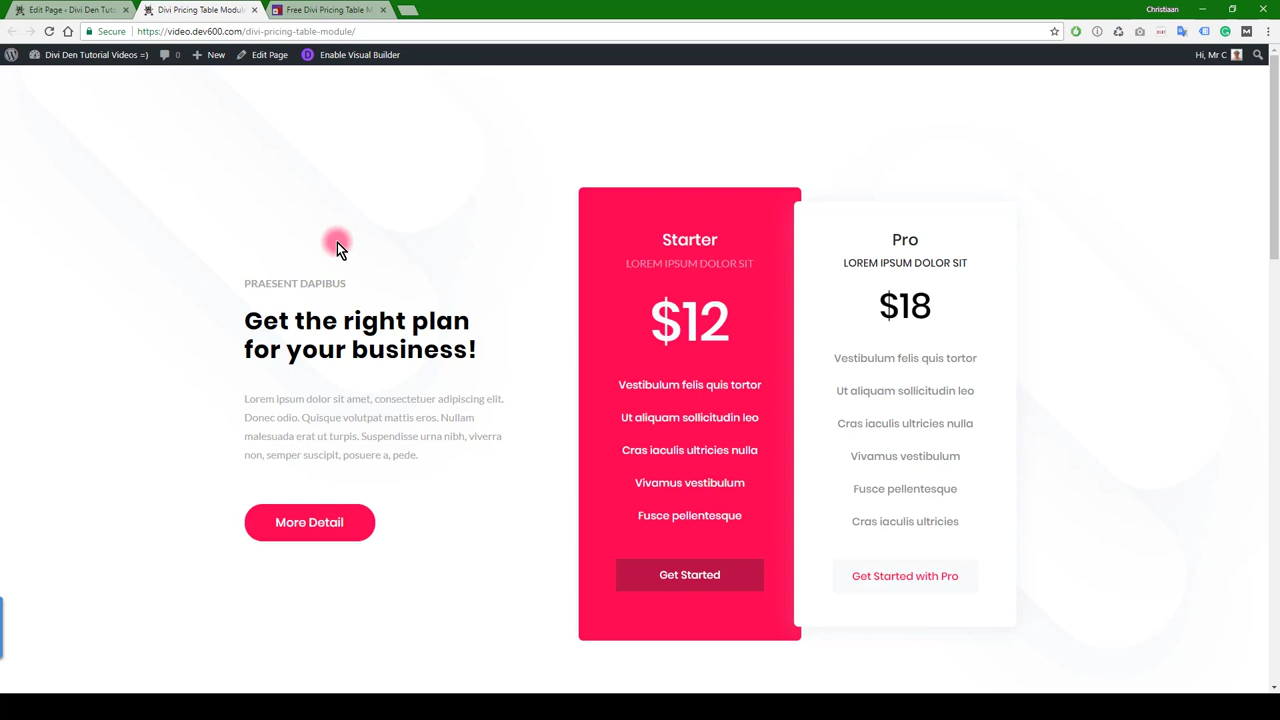 Edit Page ‹ Divi Den Tuto
Divi Pricing Table Modul
Free Divi Pricing Table M
Christiaan
Secure
https://video.dev600.com/divi-pricing-table-module/
Divi Den Tutorial Videos =)
0
New
Edit Page
D
Enable Visual Builder
Hi, Mr C
PRAESENT DAPIBUS
Get the right plan
for your business!
Lorem ipsum dolor sit amet, consectetuer adipiscing elit.
Donec odio. Quisque volutpat mattis eros. Nullam
malesuada erat ut turpis. Suspendisse urna nibh, viverra
non, semper suscipit, posuere a, pede.
More Detail
Starter
LOREM IPSUM DOLOR SIT
$12
Vestibulum felis quis tortor
Ut aliquam sollicitudin leo
Cras iaculis ultricies nulla
Vivamus vestibulum
Fusce pellentesque
Get Started
Pro
LOREM IPSUM DOLOR SIT
$18
Vestibulum felis quis tortor
Ut aliquam sollicitudin leo
Cras iaculis ultricies nulla
Vivamus vestibulum
Fusce pellentesque
Cras iaculis ultricies
Get Started with Pro